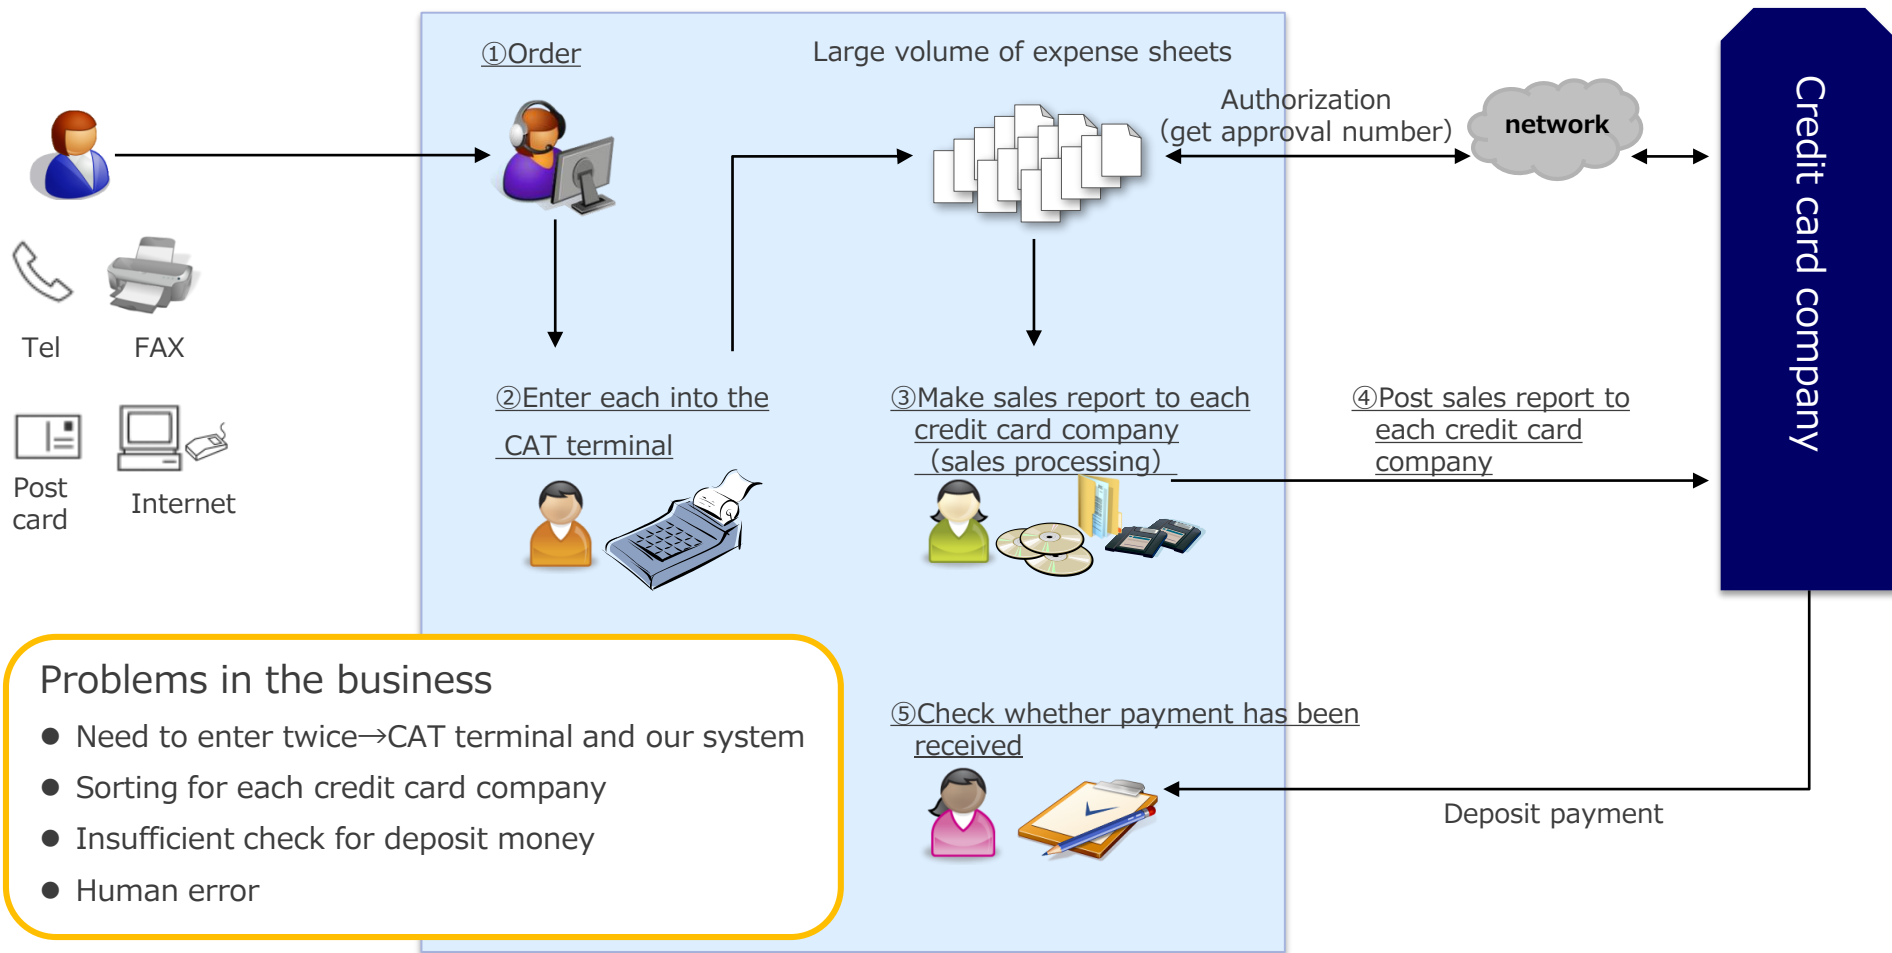 ①Order
Large volume of expense sheets
Authorization
（get approval number）
network
Credit card company
Tel
FAX
Post
card
Internet
②Enter each into the
CAT terminal
③Make sales report to each
credit card company
（sales processing）
④Post sales report to
each credit card
company
Problems in the business
● Need to enter twice→CAT terminal and our system
● Sorting for each credit card company
● Insufficient check for deposit money
● Human error
⑤Check whether payment has been
received
Deposit payment